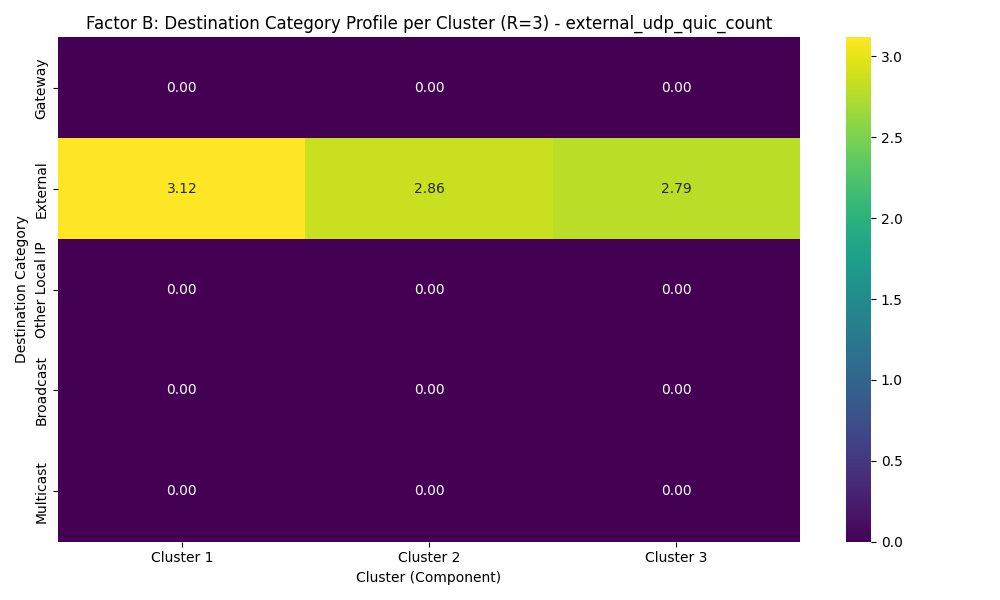 Factor B: Destination Category Profile per Cluster (R=3) - external_udp_quic_count
Destination Category
Gateway
0.00 0.00 0.00
External
3.12 2.86 2.79
Other Local IP
0.00 0.00 0.00
Broadcast
0.00 0.00 0.00
Multicast
0.00 0.00 0.00
Cluster 1 Cluster 2 Cluster 3
Cluster (Component)
3.0
2.5
2.0
1.5
1.0
0.5
0.0